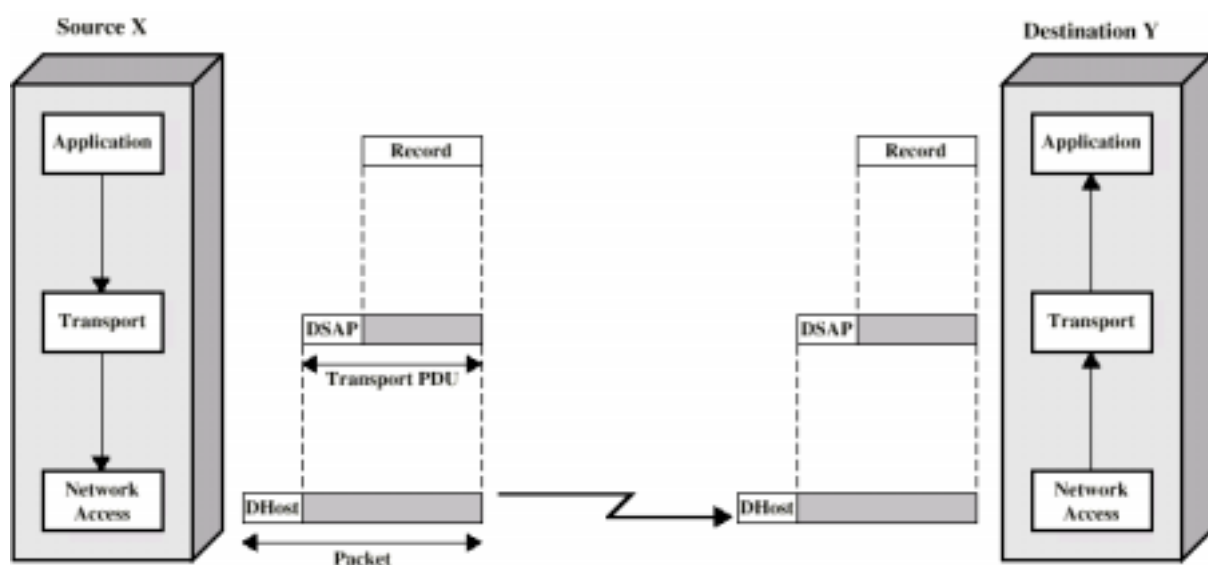 Source X
Destination Y
Application
Record
Record
Application
Transport
DSAP
DSAP
Transport
Transport PDU
Network
Access
DHost
DHost
Network
Access
Packet